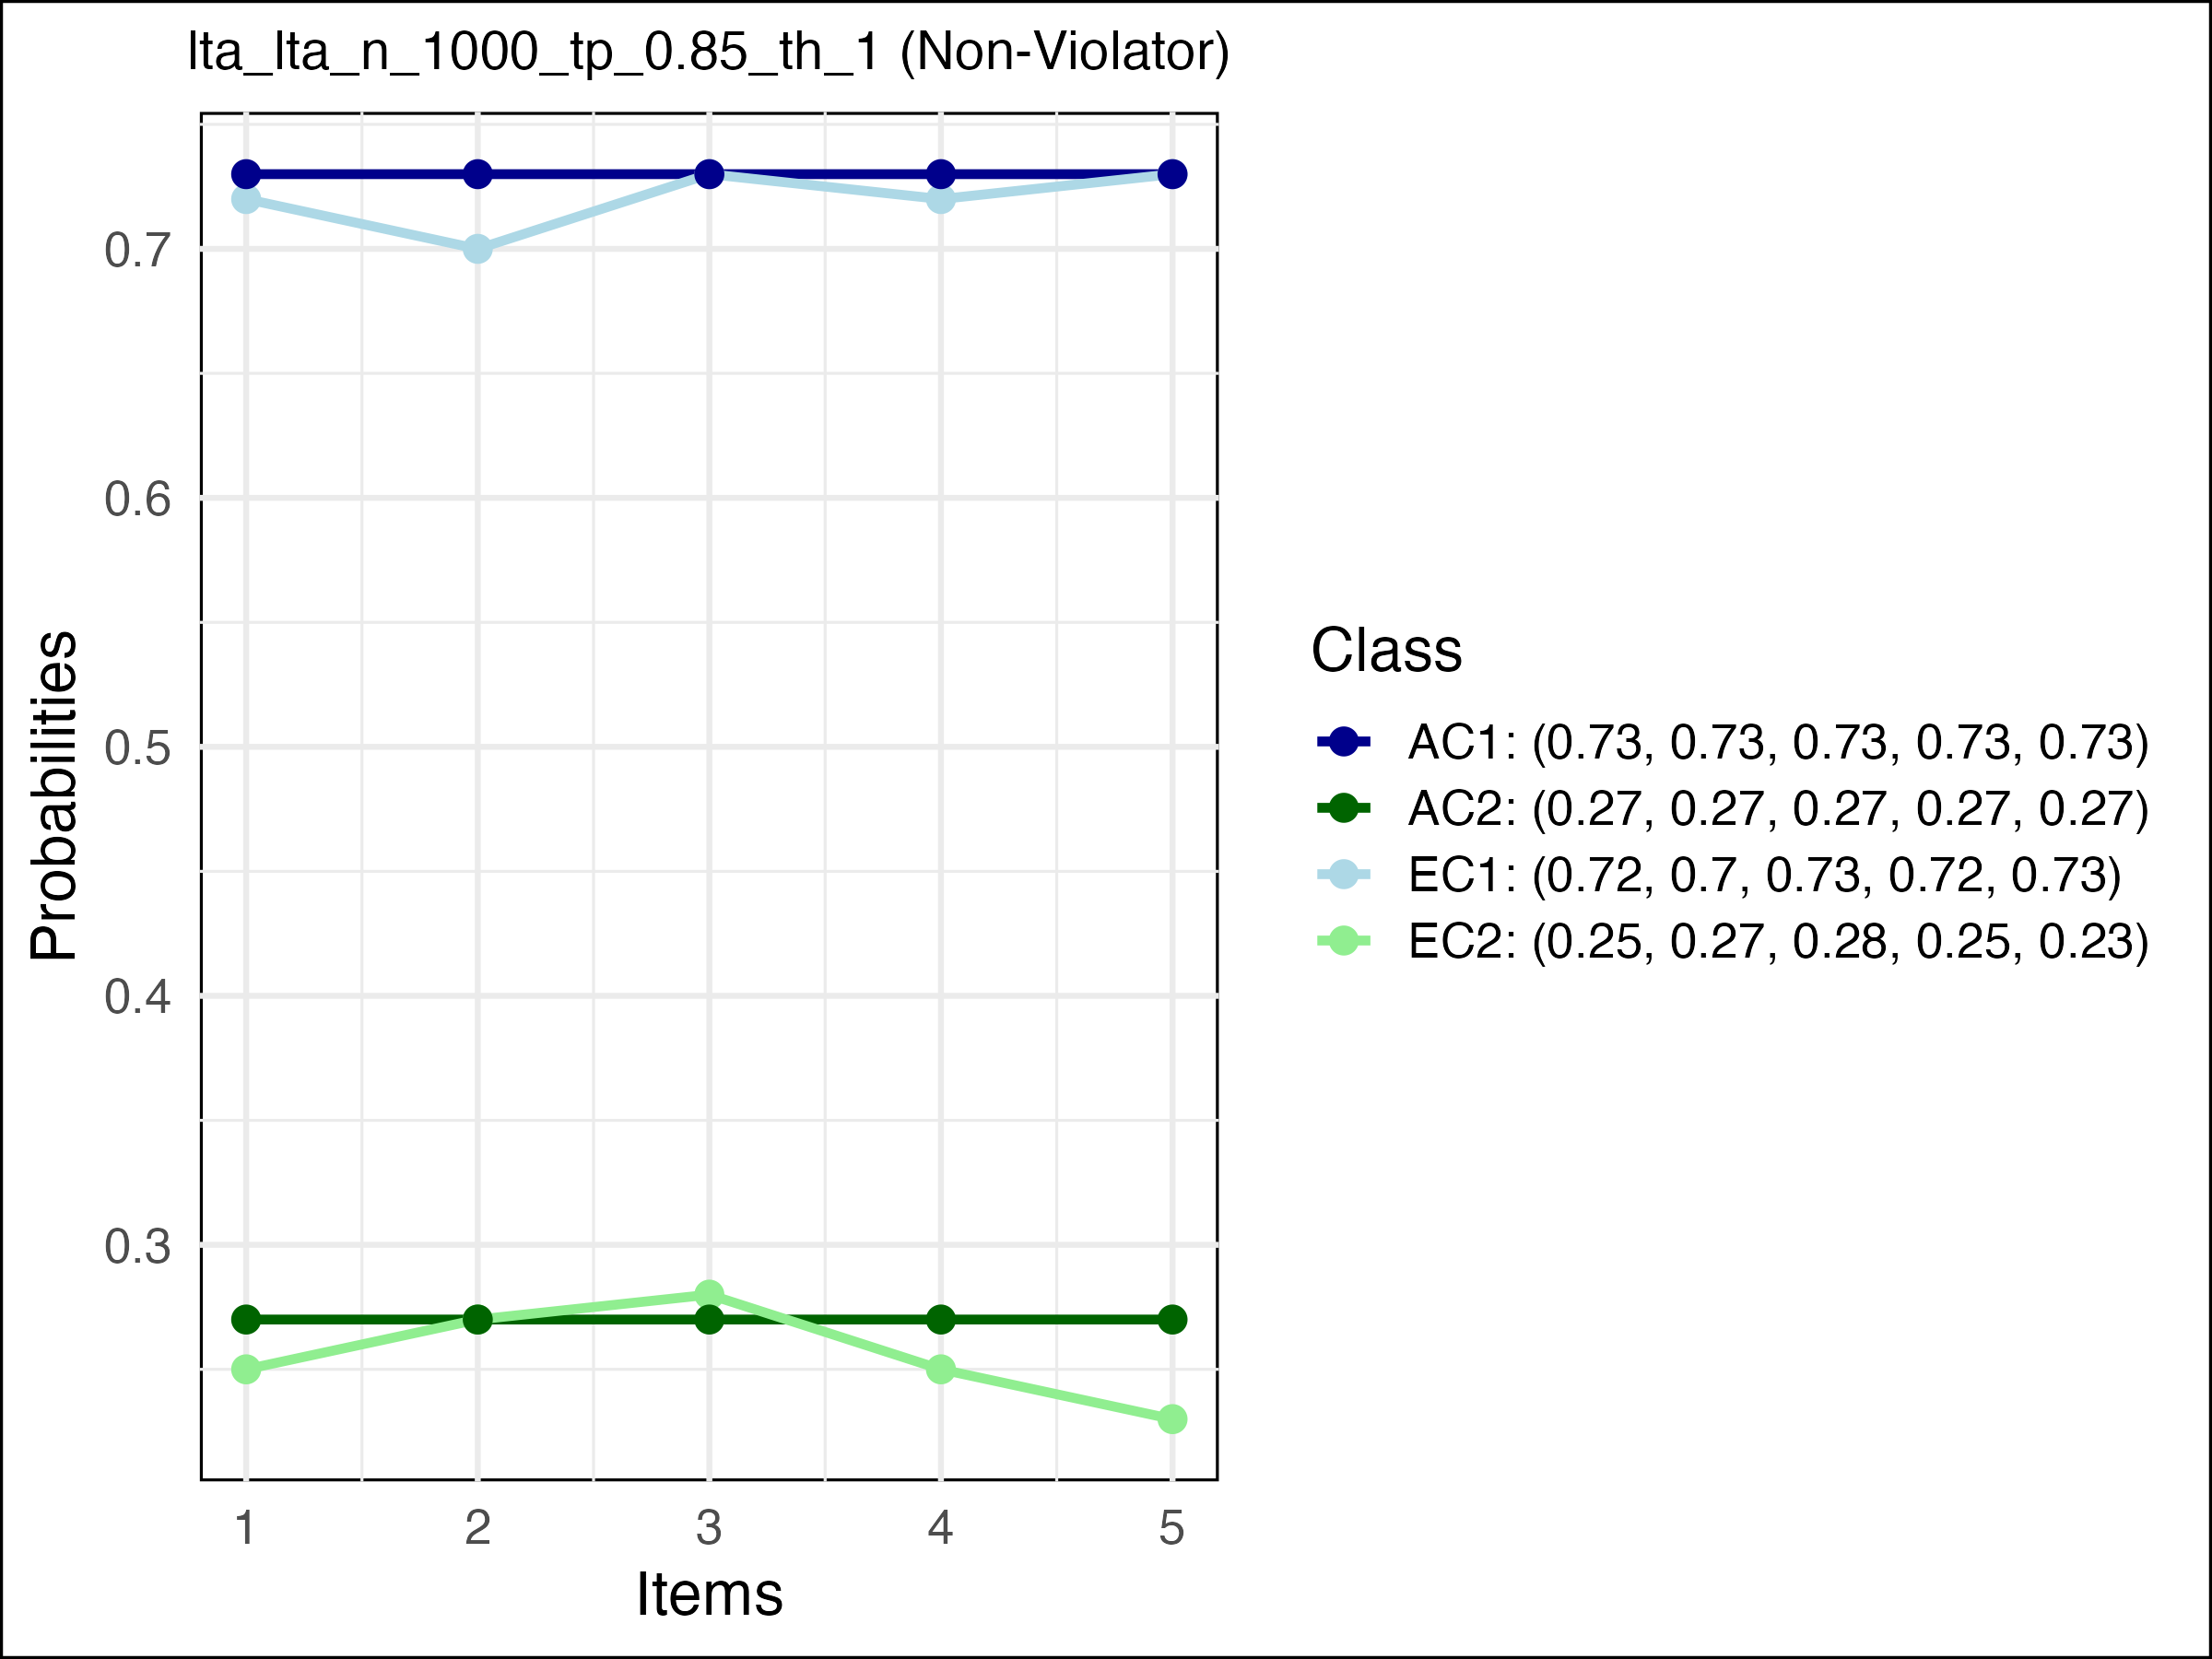 lta_lta_n_1000_tp_0.85_th_1 (Non-Violator)
Probabilities
0.7
0.6
0.5
0.4
0.3
1 2 3 4 5
Items
Class
AC1: (0.73, 0.73, 0.73, 0.73, 0.73)
AC2: (0.27, 0.27, 0.27, 0.27, 0.27)
EC1: (0.72, 0.7, 0.73, 0.72, 0.73)
EC2: (0.25, 0.27, 0.28, 0.25, 0.23)